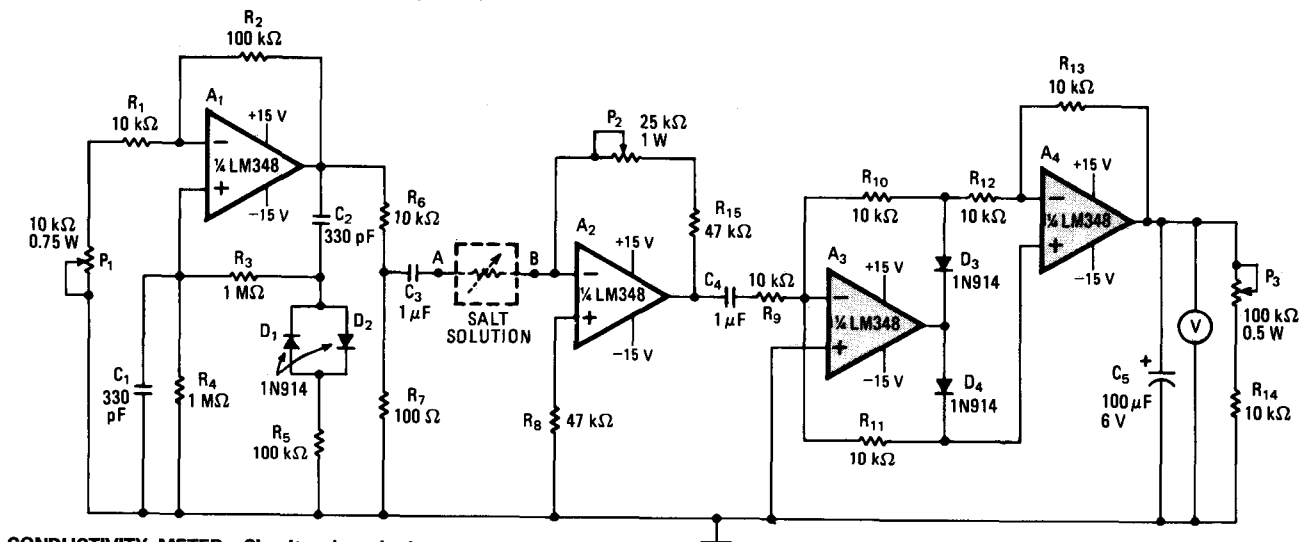 R2
100 kΩ
A1
R1
10 kΩ
+15 V
−
¼ LM348
+
−15 V
10 kΩ
0.75 W
P1
C2
330 pF
R3
1 MΩ
D1
D2
1N914
C1
330
pF
R4
1 MΩ
R5
100 kΩ
R6
10 kΩ
C3
1 μF
A
B
SALT
SOLUTION
R7
100 Ω
P2
25 kΩ
1 W
R15
47 kΩ
A2
+15 V
−
¼ LM348
+
−15 V
R8
47 kΩ
C4
1 μF
10 kΩ
R9
R10
10 kΩ
A3
+15 V
−
¼ LM348
+
−15 V
D3
1N914
D4
1N914
R11
10 kΩ
R12
10 kΩ
R13
10 kΩ
A4
+15 V
−
¼ LM348
+
−15 V
+
C5
100 μF
6 V
V
P3
100 kΩ
0.5 W
R14
10 kΩ
CONDUCTIVITY METER